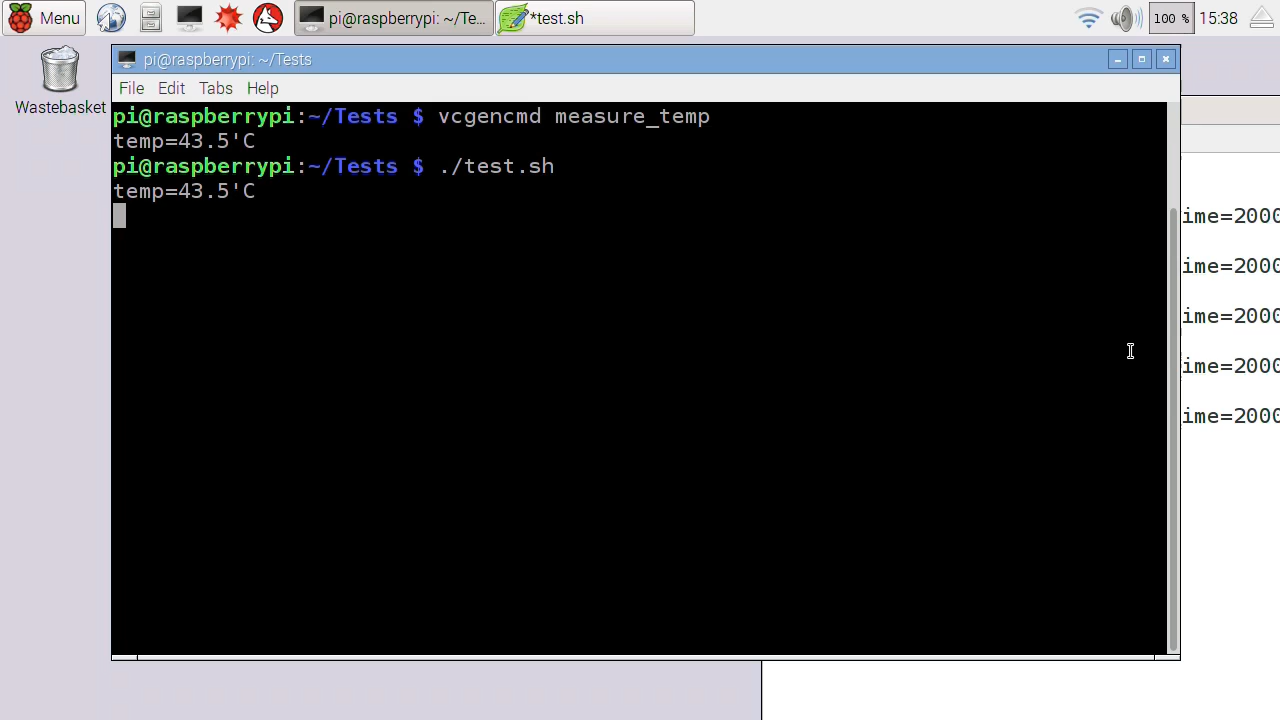 Menu
pi@raspberrypi: ~/Te...
*test.sh
100 %
15:38
Wastebasket
pi@raspberrypi: ~/Tests
File Edit Tabs Help
pi@raspberrypi:~/Tests $ vcgencmd measure_temp
temp=43.5'C
pi@raspberrypi:~/Tests $ ./test.sh
temp=43.5'C
ime=2000
ime=2000
ime=2000
ime=2000
ime=2000